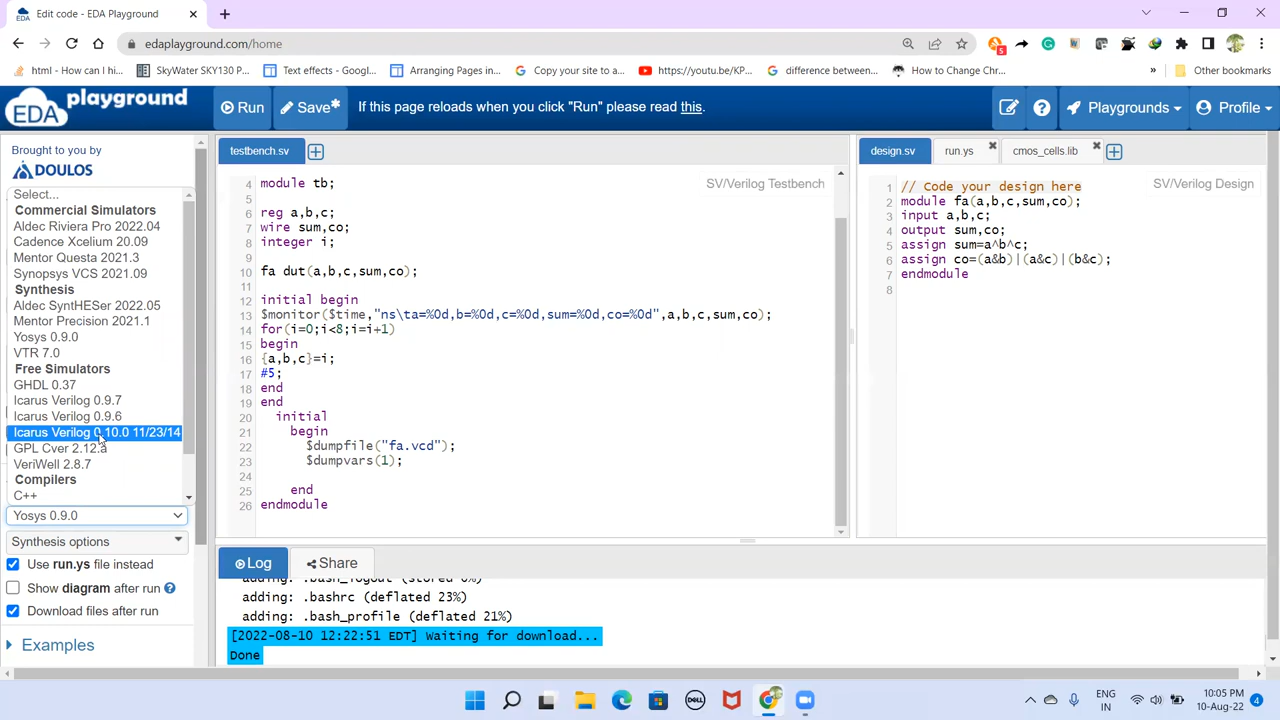 Edit code - EDA Playground
edaplayground.com/home
5
html - How can I hi...
SkyWater SKY130 P...
Text effects - Googl...
Arranging Pages in...
Copy your site to a...
https://youtu.be/KP...
difference between...
How to Change Chr...
»
Other bookmarks
EDA playground
Run
Save*
If this page reloads when you click "Run" please read this.
Playgrounds
Profile
Brought to you by
DOULOS
Select...
Commercial Simulators
Aldec Riviera Pro 2022.04
Cadence Xcelium 20.09
Mentor Questa 2021.3
Synopsys VCS 2021.09
Synthesis
Aldec SyntHESer 2022.05
Mentor Precision 2021.1
Yosys 0.9.0
VTR 7.0
Free Simulators
GHDL 0.37
Icarus Verilog 0.9.7
Icarus Verilog 0.9.6
Icarus Verilog 0.10.0 11/23/14
GPL Cver 2.12.a
VeriWell 2.8.7
Compilers
C++
Yosys 0.9.0
Synthesis options
Use run.ys file instead
Show diagram after run
Download files after run
Examples
testbench.sv
SV/Verilog Testbench
4 module tb;
5
6 reg a,b,c;
7 wire sum,co;
8 integer i;
9
10 fa dut(a,b,c,sum,co);
11
12 initial begin
13 $monitor($time,"ns\ta=%0d,b=%0d,c=%0d,sum=%0d,co=%0d",a,b,c,sum,co);
14 for(i=0;i<8;i=i+1)
15 begin
16 {a,b,c}=i;
17 #5;
18 end
19 end
20 initial
21 begin
22 $dumpfile("fa.vcd");
23 $dumpvars(1);
24
25 end
26 endmodule
design.sv
run.ys
cmos_cells.lib
SV/Verilog Design
1 // Code your design here
2 module fa(a,b,c,sum,co);
3 input a,b,c;
4 output sum,co;
5 assign sum=a^b^c;
6 assign co=(a&b)|(a&c)|(b&c);
7 endmodule
8
Log
Share
adding: .bash_logout (stored 0%)
adding: .bashrc (deflated 23%)
adding: .bash_profile (deflated 21%)
[2022-08-10 12:22:51 EDT] Waiting for download...
Done
DELL
ENG
IN
10:05 PM
10-Aug-22
4